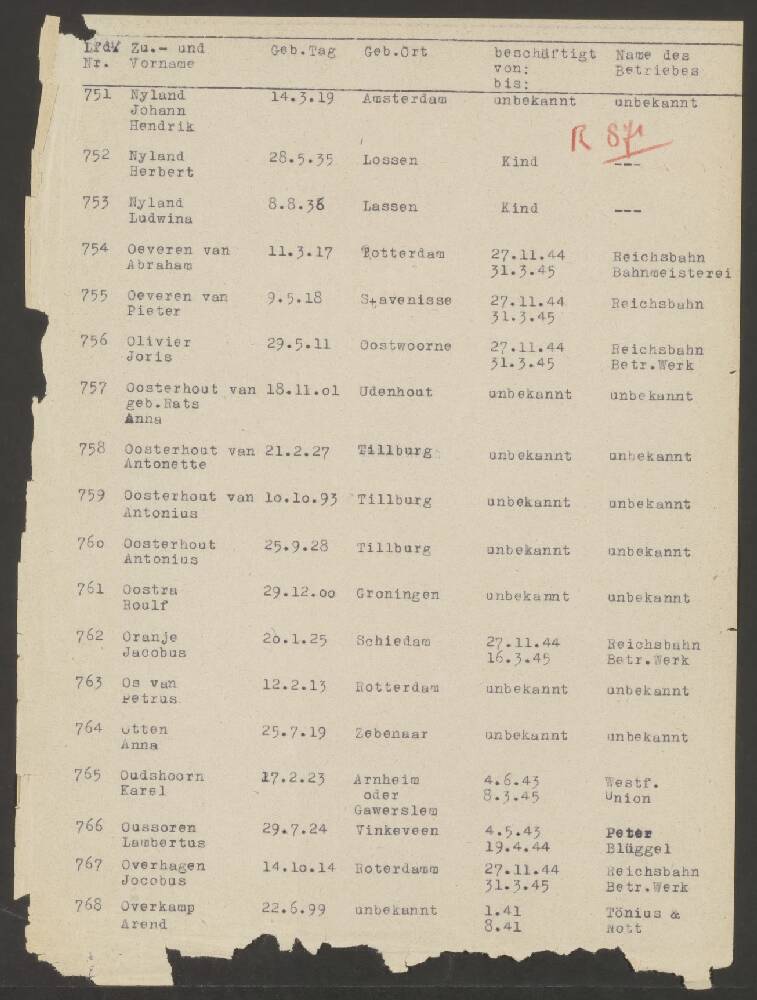 Lfd. Zu.- und Geb.Tag Geb.Ort beschäftigt Name des
Nr. Vorname von: Betriebes
bis:
751 Nyland 14.3.19 Amsterdam unbekannt unbekannt
Johann
Hendrik
R 871
752 Nyland 28.5.35 Lossen Kind ---
Herbert
753 Nyland 8.8.36 Lassen Kind ---
Ludwina
754 Oeveren van 11.3.17 Rotterdam 27.11.44 Reichsbahn
Abraham 31.3.45 Bahnmeisterei
755 Oeveren van 9.5.18 Stavenisse 27.11.44 Reichsbahn
Pieter 31.3.45
756 Olivier 29.5.11 Oostwoorne 27.11.44 Reichsbahn
Joris 31.3.45 Betr.Werk
757 Oosterhout van 18.11.o1 Udenhout unbekannt unbekannt
geb.Rats
Anna
758 Oosterhout van 21.2.27 Tillburg unbekannt unbekannt
Antonette
759 Oosterhout van 1o.1o.93 Tillburg unbekannt unbekannt
Antonius
76o Oosterhout 25.9.28 Tillburg unbekannt unbekannt
Antonius
761 Oostra 29.12.oo Groningen unbekannt unbekannt
Roulf
762 Oranje 2o.1.25 Schiedam 27.11.44 Reichsbahn
Jacobus 16.3.45 Betr.Werk
763 Os van 12.2.13 Rotterdam unbekannt unbekannt
Petrus
764 Otten 25.7.19 Zebenaar unbekannt unbekannt
Anna
765 Oudshoorn 17.2.23 Arnheim 4.6.43 Westf.
Karel oder 8.3.45 Union
Gawerslem
766 Oussoren 29.7.24 Vinkeveen 4.5.43 Peter
Lambertus 19.4.44 Blüggel
767 Overhagen 14.1o.14 Roterdamm 27.11.44 Reichsbahn
Jocobus 31.3.45 Betr.Werk
768 Overkamp 22.6.99 unbekannt 1.41 Tönius &
Arend 8.41 Nott